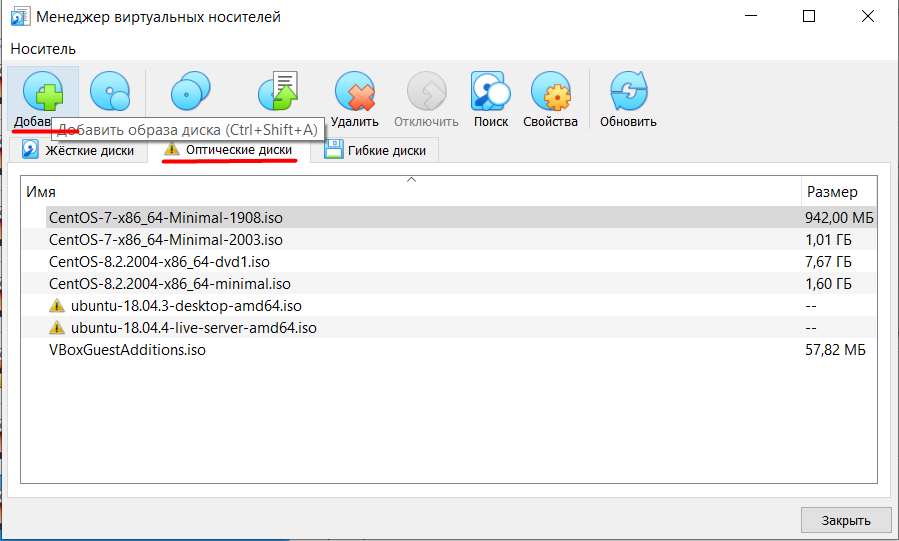 Менеджер виртуальных носителей
Носитель
Добав
Удалить
Отключить
Поиск
Свойства
Обновить
Добавить образа диска (Ctrl+Shift+A)
Жёсткие диски
Оптические диски
Гибкие диски
Имя Размер
CentOS-7-x86_64-Minimal-1908.iso 942,00 МБ
CentOS-7-x86_64-Minimal-2003.iso 1,01 ГБ
CentOS-8.2.2004-x86_64-dvd1.iso 7,67 ГБ
CentOS-8.2.2004-x86_64-minimal.iso 1,60 ГБ
ubuntu-18.04.3-desktop-amd64.iso --
ubuntu-18.04.4-live-server-amd64.iso --
VBoxGuestAdditions.iso 57,82 МБ
Закрыть